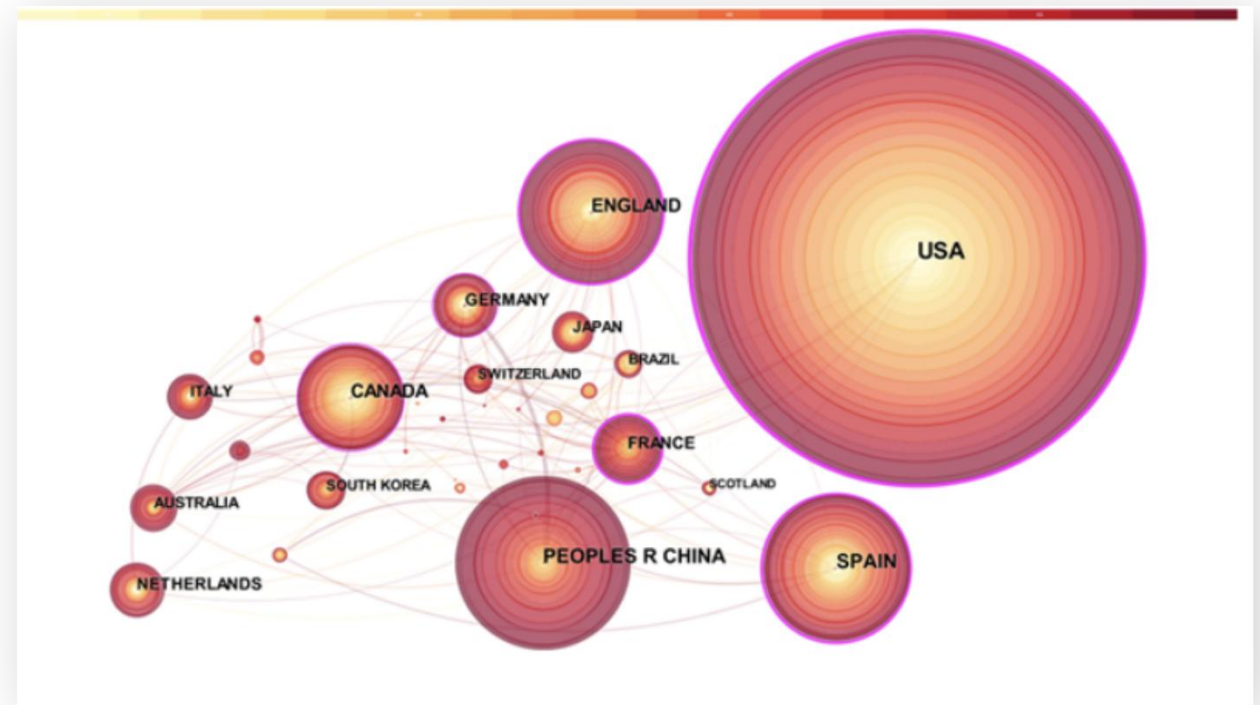 ENGLAND
USA
GERMANY
JAPAN
BRAZIL
SWITZERLAND
ITALY
CANADA
FRANCE
SOUTH KOREA
SCOTLAND
AUSTRALIA
PEOPLES R CHINA
SPAIN
NETHERLANDS